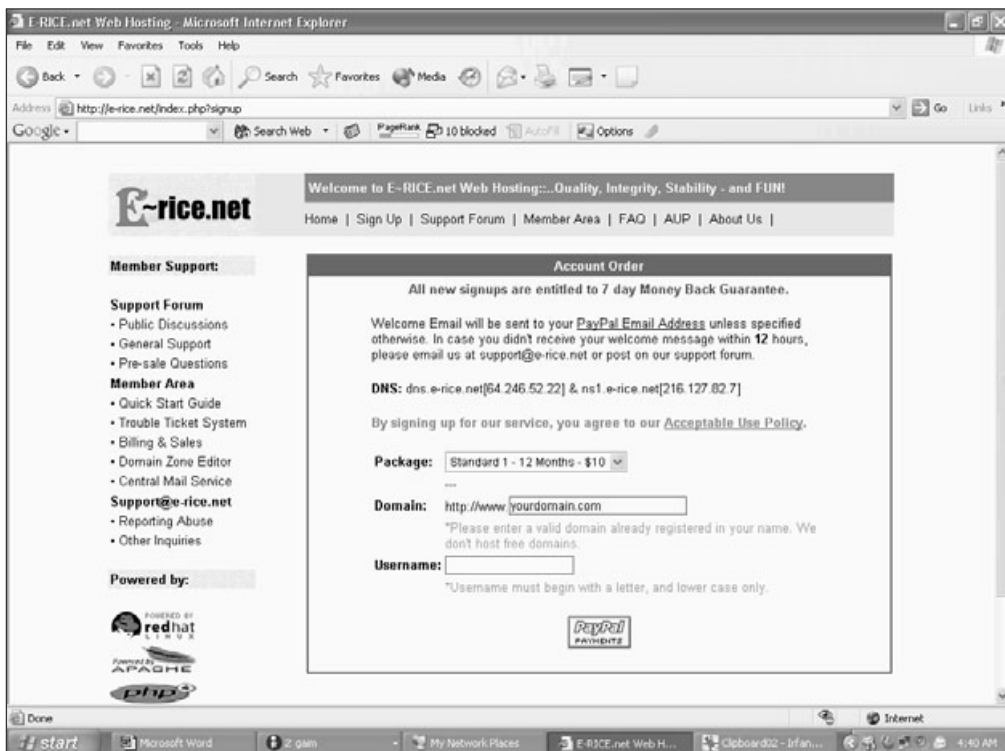 E-RICE.net Web Hosting - Microsoft Internet Explorer
File Edit View Favorites Tools Help
Back Search Favorites Media
Address http://e-rice.net/index.php?signup Go Links
Google Search Web PageRank 10 blocked AutoFill Options
E~rice.net
Welcome to E~RICE.net Web Hosting::..Quality, Integrity, Stability - and FUN!
Home | Sign Up | Support Forum | Member Area | FAQ | AUP | About Us |
Member Support:
Support Forum
• Public Discussions
• General Support
• Pre-sale Questions
Member Area
• Quick Start Guide
• Trouble Ticket System
• Billing & Sales
• Domain Zone Editor
• Central Mail Service
Support@e-rice.net
• Reporting Abuse
• Other Inquiries
Powered by:
POWERED BY
redhat
LINUX
Powered by
APACHE
php
Account Order
All new signups are entitled to 7 day Money Back Guarantee.
Welcome Email will be sent to your PayPal Email Address unless specified
otherwise. In case you didn't receive your welcome message within 12 hours,
please email us at support@e-rice.net or post on our support forum.
DNS: dns.e-rice.net[64.246.52.22] & ns1.e-rice.net[216.127.82.7]
By signing up for our service, you agree to our Acceptable Use Policy.
Package: Standard 1 - 12 Months - $10
---
Domain: http://www. yourdomain.com
*Please enter a valid domain already registered in your name. We
don't host free domains.
Username:
*Username must begin with a letter, and lower case only.
PayPal
PAYMENTS
Done Internet
start Microsoft Word 2 gaim My Network Places E-RICE.net Web H... Clipboard02 - Irfan... 4:40 AM